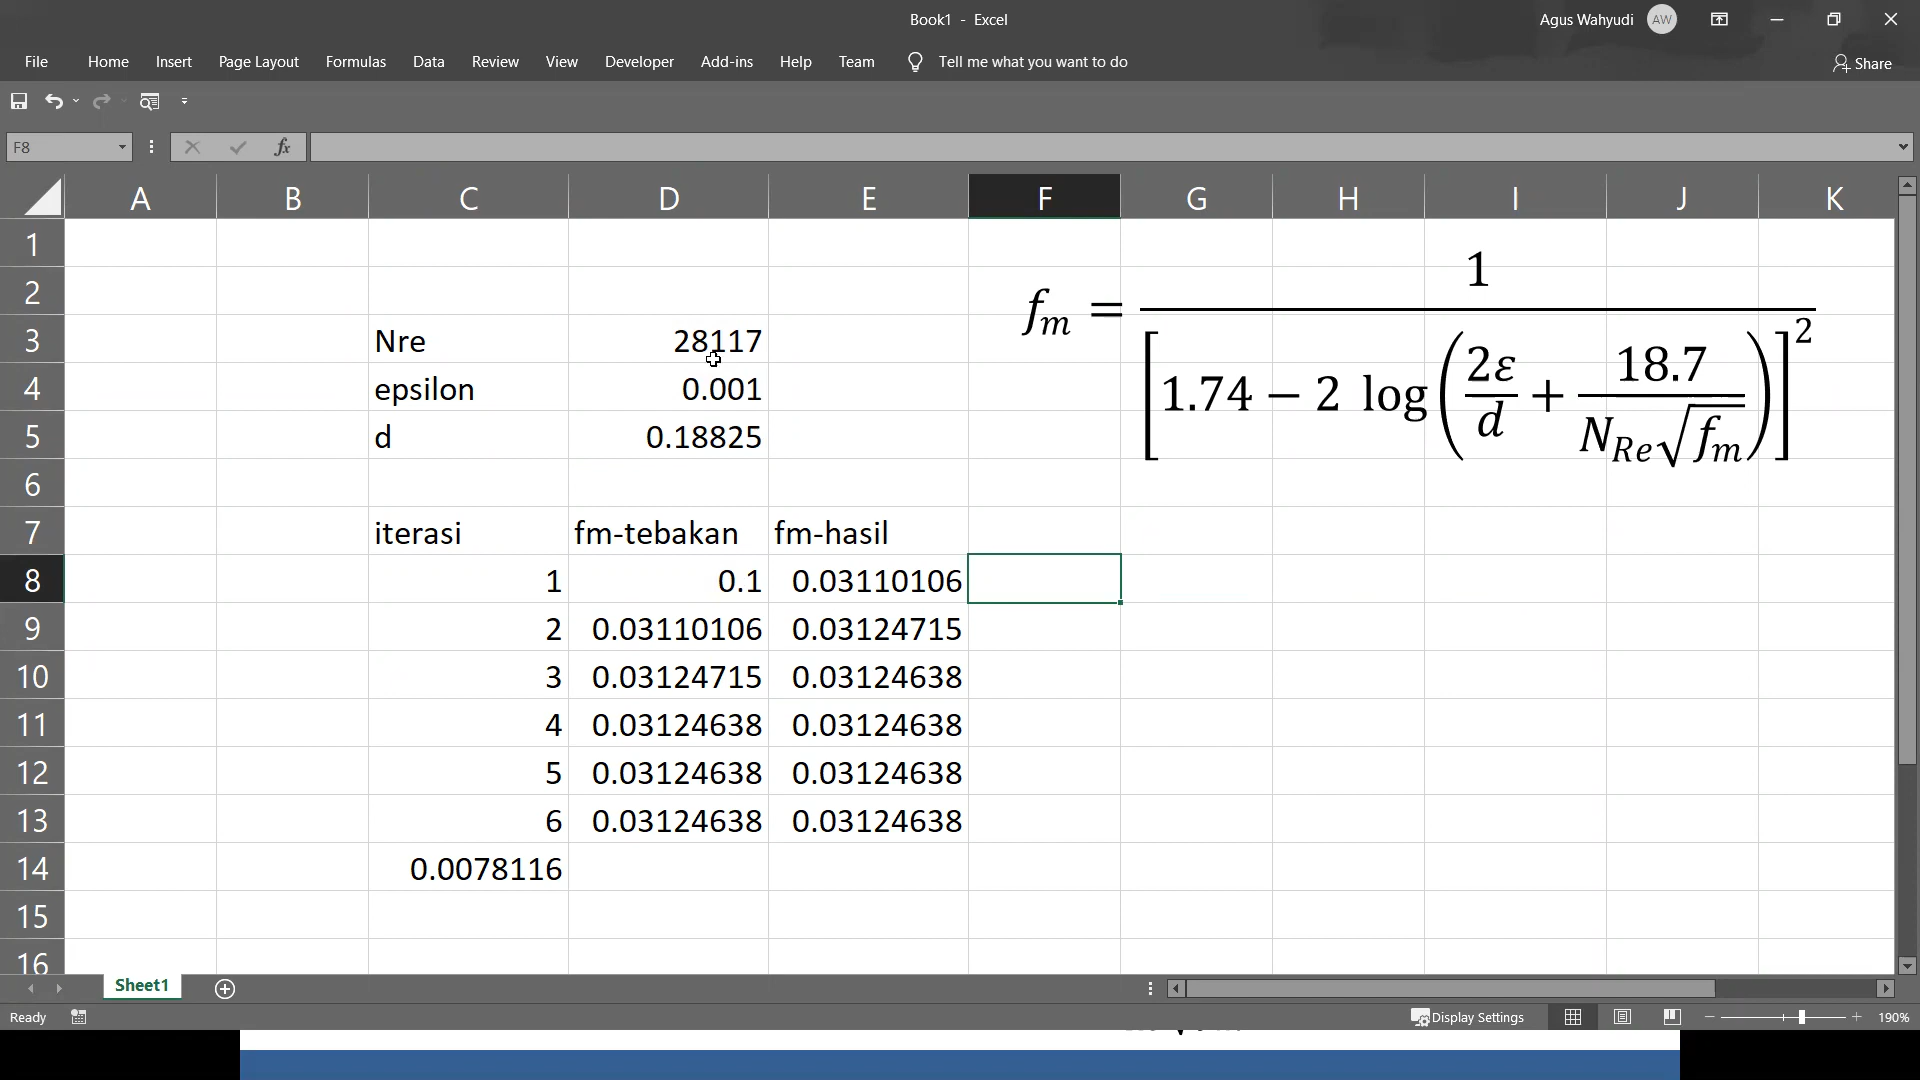 Book1 - Excel
Agus Wahyudi AW
File Home Insert Page Layout Formulas Data Review View Developer Add-ins Help Team Tell me what you want to do Share
F8 fx
A B C D E F G H I J K
1
2
3 Nre 28117
4 epsilon 0.001
5 d 0.18825
6
7 iterasi fm-tebakan fm-hasil
8 1 0.1 0.03110106
9 2 0.03110106 0.03124715
10 3 0.03124715 0.03124638
11 4 0.03124638 0.03124638
12 5 0.03124638 0.03124638
13 6 0.03124638 0.03124638
14 0.0078116
15
16
1
f_m =
[1.74 − 2 log(2ε/d + 18.7/(N_Re√f_m))]²
Sheet1
Ready Display Settings 190%